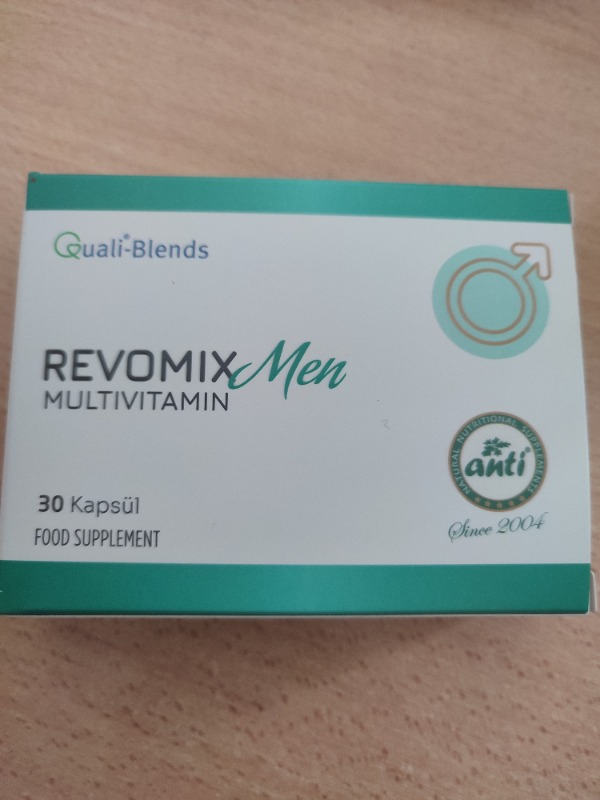 Quali®-Blends
REVOMIX Men
MULTIVITAMIN
30 Kapsül
FOOD SUPPLEMENT
NATURAL NUTRITIONAL SUPPLEMENTS
anti®
Since 2004